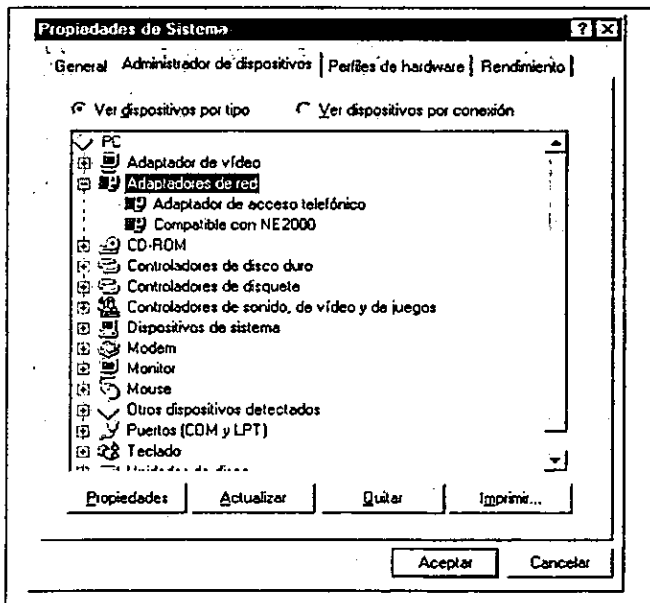 Propiedades de Sistema
General Administrador de dispositivos Perfiles de hardware Rendimiento
Ver dispositivos por tipo Ver dispositivos por conexión
PC
Adaptador de vídeo
Adaptadores de red
Adaptador de acceso telefónico
Compatible con NE2000
CD-ROM
Controladores de disco duro
Controladores de disquete
Controladores de sonido, de vídeo y de juegos
Dispositivos de sistema
Modem
Monitor
Mouse
Otros dispositivos detectados
Puertos (COM y LPT)
Teclado
Unidades de disco
Propiedades Actualizar Quitar Imprimir...
Aceptar Cancelar